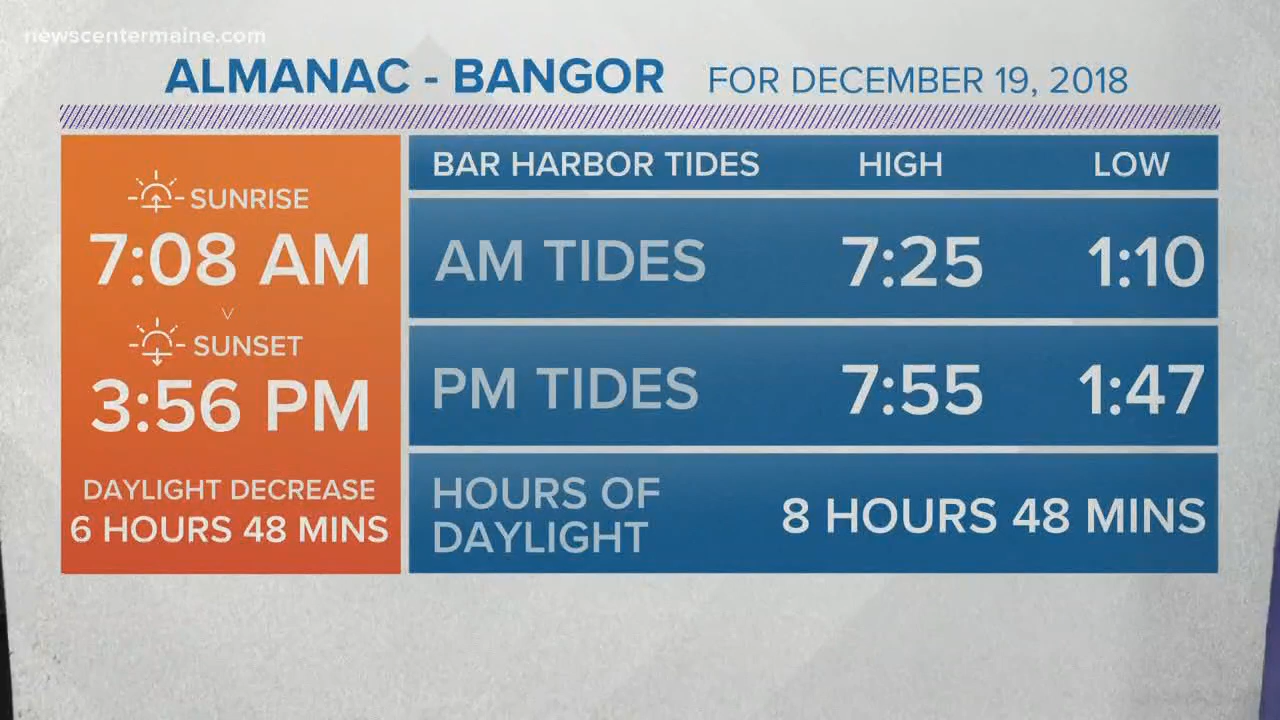 newscentermaine.com
ALMANAC - BANGOR FOR DECEMBER 19, 2018
SUNRISE
7:08 AM
SUNSET
3:56 PM
DAYLIGHT DECREASE
6 HOURS 48 MINS
BAR HARBOR TIDES HIGH LOW
AM TIDES 7:25 1:10
PM TIDES 7:55 1:47
HOURS OF
DAYLIGHT
8 HOURS 48 MINS